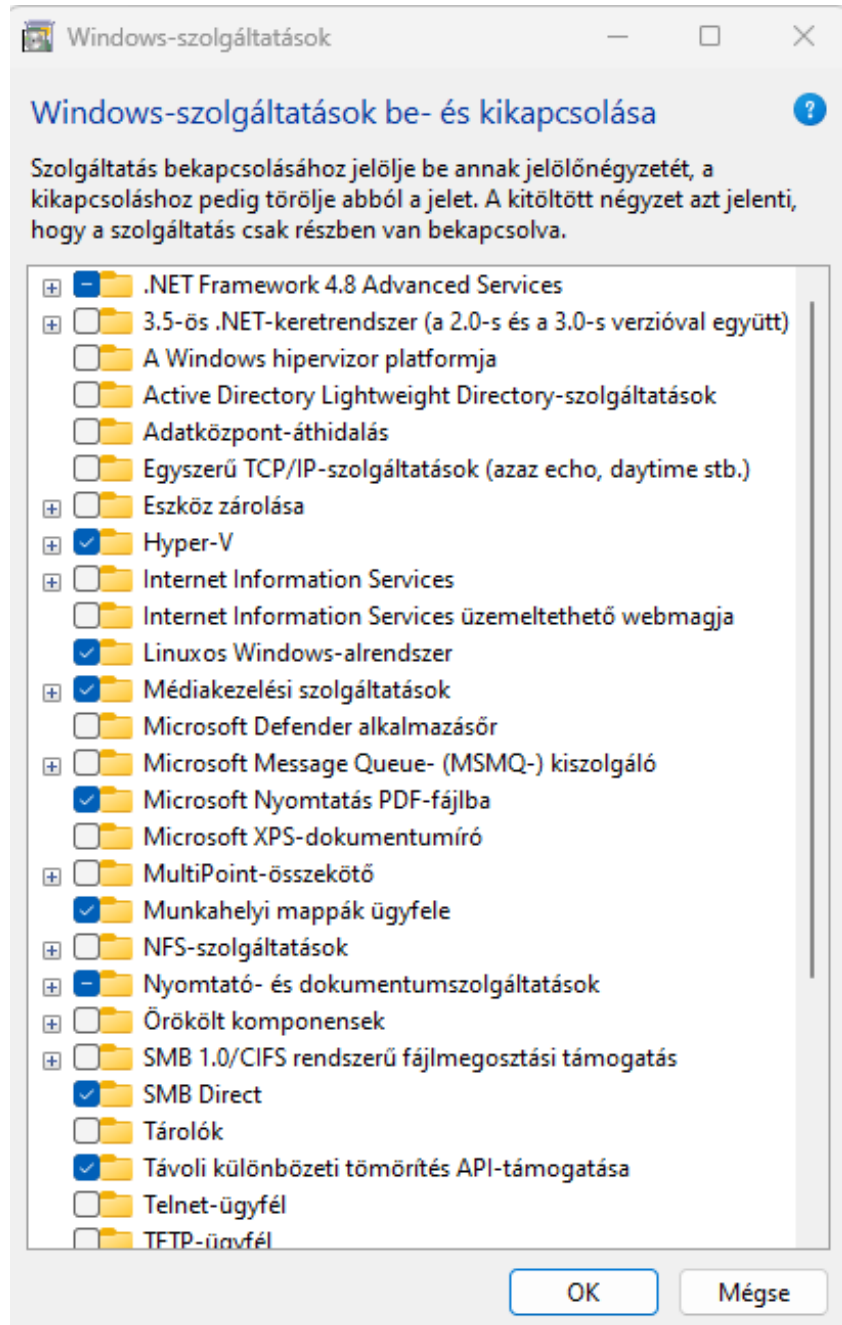 Windows-szolgáltatások
Windows-szolgáltatások be- és kikapcsolása
Szolgáltatás bekapcsolásához jelölje be annak jelölőnégyzetét, a
kikapcsoláshoz pedig törölje abból a jelet. A kitöltött négyzet azt jelenti,
hogy a szolgáltatás csak részben van bekapcsolva.
.NET Framework 4.8 Advanced Services
3.5-ös .NET-keretrendszer (a 2.0-s és a 3.0-s verzióval együtt)
A Windows hipervizor platformja
Active Directory Lightweight Directory-szolgáltatások
Adatközpont-áthidalás
Egyszerű TCP/IP-szolgáltatások (azaz echo, daytime stb.)
Eszköz zárolása
Hyper-V
Internet Information Services
Internet Information Services üzemeltethető webmagja
Linuxos Windows-alrendszer
Médiakezelési szolgáltatások
Microsoft Defender alkalmazásőr
Microsoft Message Queue- (MSMQ-) kiszolgáló
Microsoft Nyomtatás PDF-fájlba
Microsoft XPS-dokumentumíró
MultiPoint-összekötő
Munkahelyi mappák ügyfele
NFS-szolgáltatások
Nyomtató- és dokumentumszolgáltatások
Örökölt komponensek
SMB 1.0/CIFS rendszerű fájlmegosztási támogatás
SMB Direct
Tárolók
Távoli különbözeti tömörítés API-támogatása
Telnet-ügyfél
TFTP-ügyfél
OK Mégse